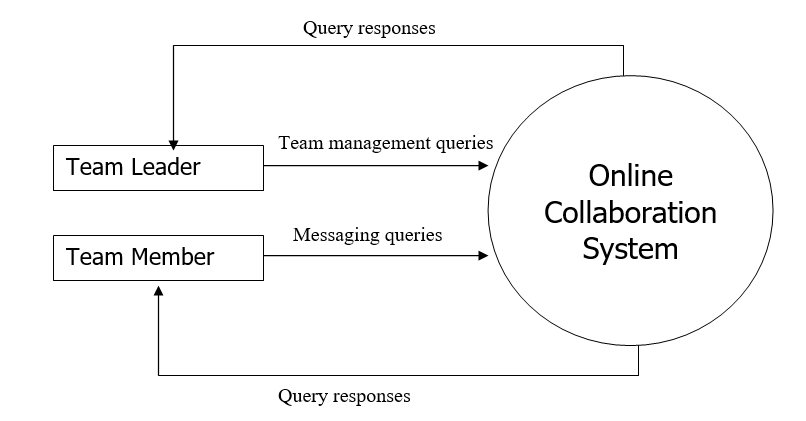 Query responses
Team management queries
Team Leader
Online
Collaboration
System
Messaging queries
Team Member
Query responses